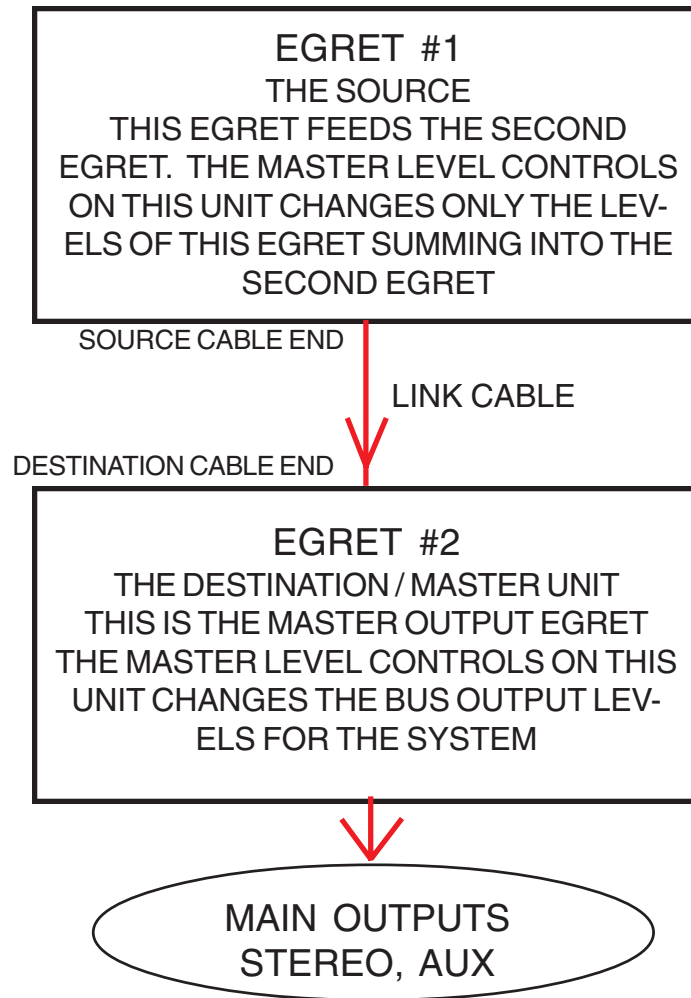 EGRET #1
THE SOURCE
THIS EGRET FEEDS THE SECOND
EGRET. THE MASTER LEVEL CONTROLS
ON THIS UNIT CHANGES ONLY THE LEV-
ELS OF THIS EGRET SUMMING INTO THE
SECOND EGRET
SOURCE CABLE END
LINK CABLE
DESTINATION CABLE END
EGRET #2
THE DESTINATION / MASTER UNIT
THIS IS THE MASTER OUTPUT EGRET
THE MASTER LEVEL CONTROLS ON THIS
UNIT CHANGES THE BUS OUTPUT LEV-
ELS FOR THE SYSTEM
MAIN OUTPUTS
STEREO, AUX